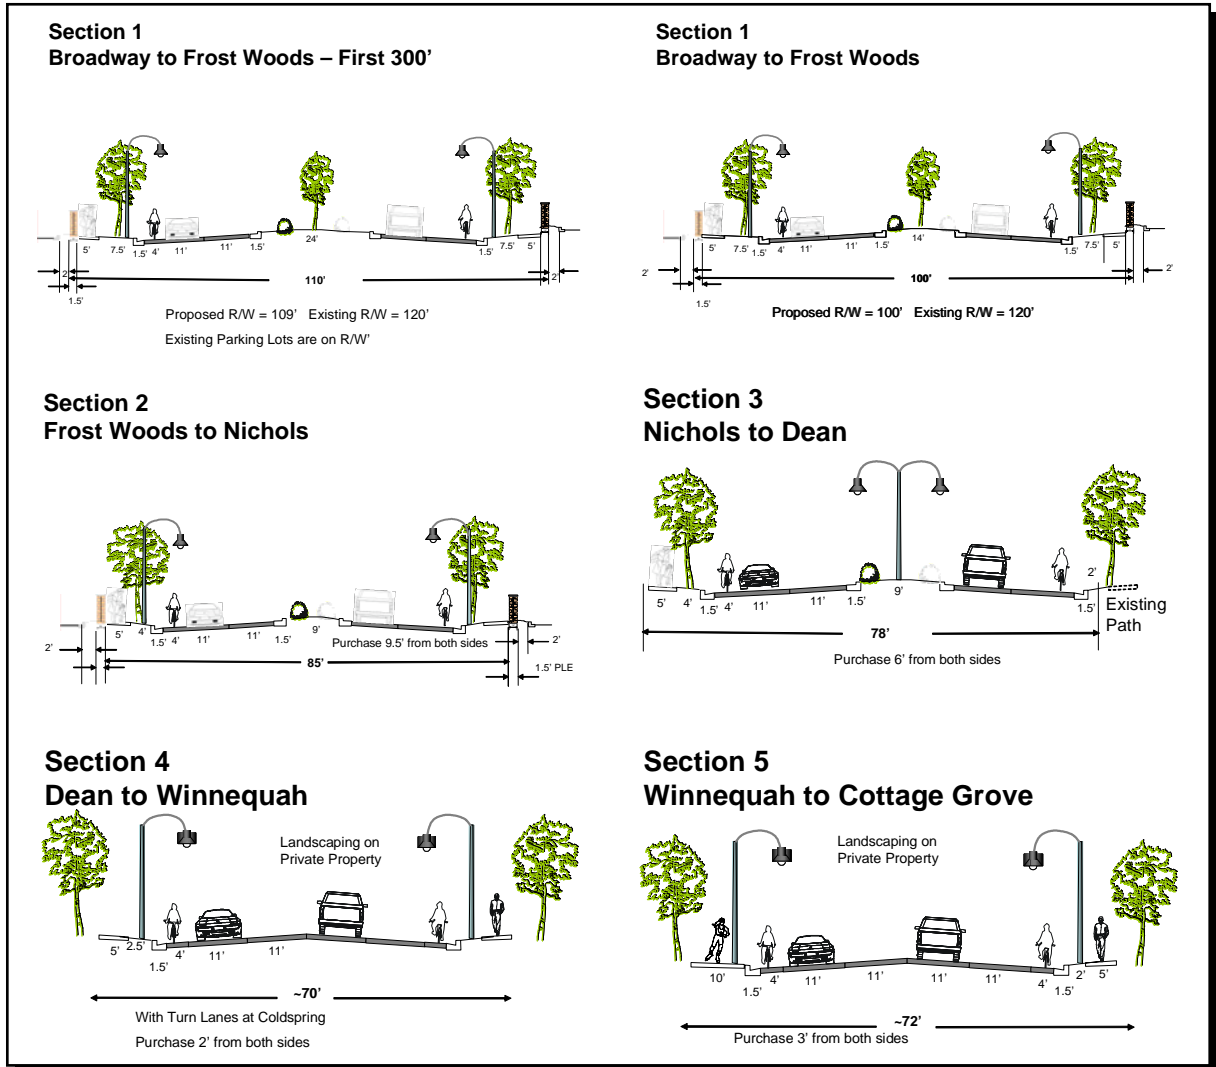 Section 1
Broadway to Frost Woods – First 300’
5’
7.5’
1.5’
4’
11’
11’
1.5’
24’
1.5’
7.5’
5’
2’
110’
2’
1.5’
Proposed R/W = 109’ Existing R/W = 120’
Existing Parking Lots are on R/W’
Section 1
Broadway to Frost Woods
5’
7.5’
1.5’
4’
11’
11’
1.5’
14’
1.5’
7.5’
5’
2’
100’
2’
1.5’
Proposed R/W = 100’ Existing R/W = 120’
Section 2
Frost Woods to Nichols
5’
4’
1.5’
4’
11’
11’
1.5’
9’
Purchase 9.5’ from both sides
2’
2’
85’
1.5’ PLE
Section 3
Nichols to Dean
5’
4’
1.5’
4’
11’
11’
1.5’
9’
1.5’
2’
Existing
Path
78’
Purchase 6’ from both sides
Section 4
Dean to Winnequah
Landscaping on
Private Property
5’
2.5’
1.5’
4’
11’
11’
~70’
With Turn Lanes at Coldspring
Purchase 2’ from both sides
Section 5
Winnequah to Cottage Grove
Landscaping on
Private Property
10’
1.5’
4’
11’
11’
11’
11’
4’
1.5’
2’
5’
~72’
Purchase 3’ from both sides